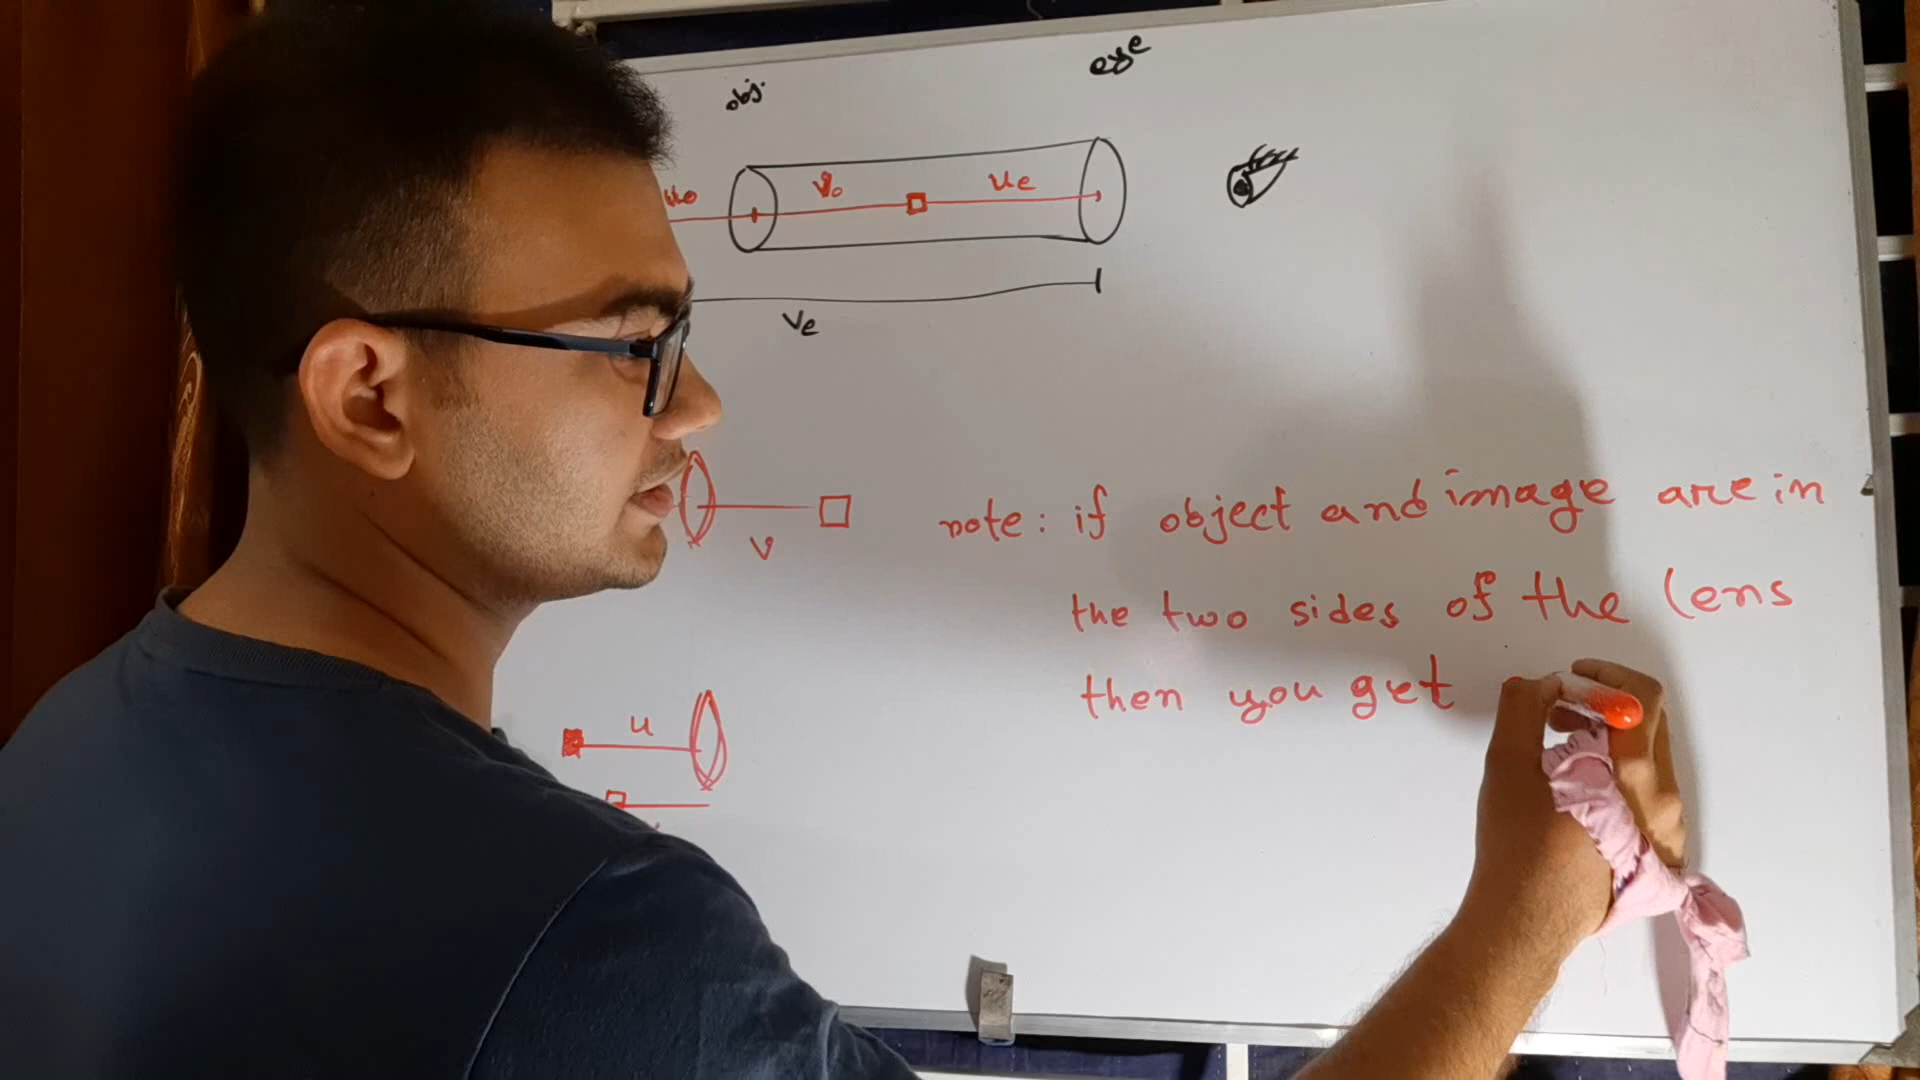 obj.
eye
uo
vo
ue
ve
v
note: if object and image are in
the two sides of the lens
then you get
u